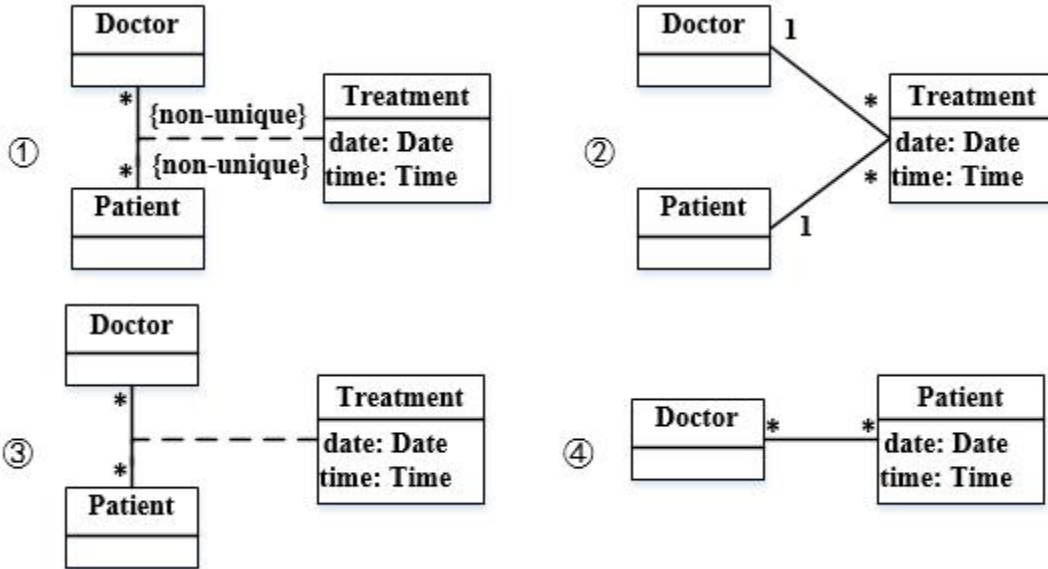 Doctor
*
{non-unique}
{non-unique}
*
Patient
Treatment
date: Date
time: Time
①
Doctor
1
*
Treatment
date: Date
*
time: Time
②
Patient
1
Doctor
*
Treatment
date: Date
time: Time
③
*
Patient
Doctor
*
*
Patient
date: Date
time: Time
④